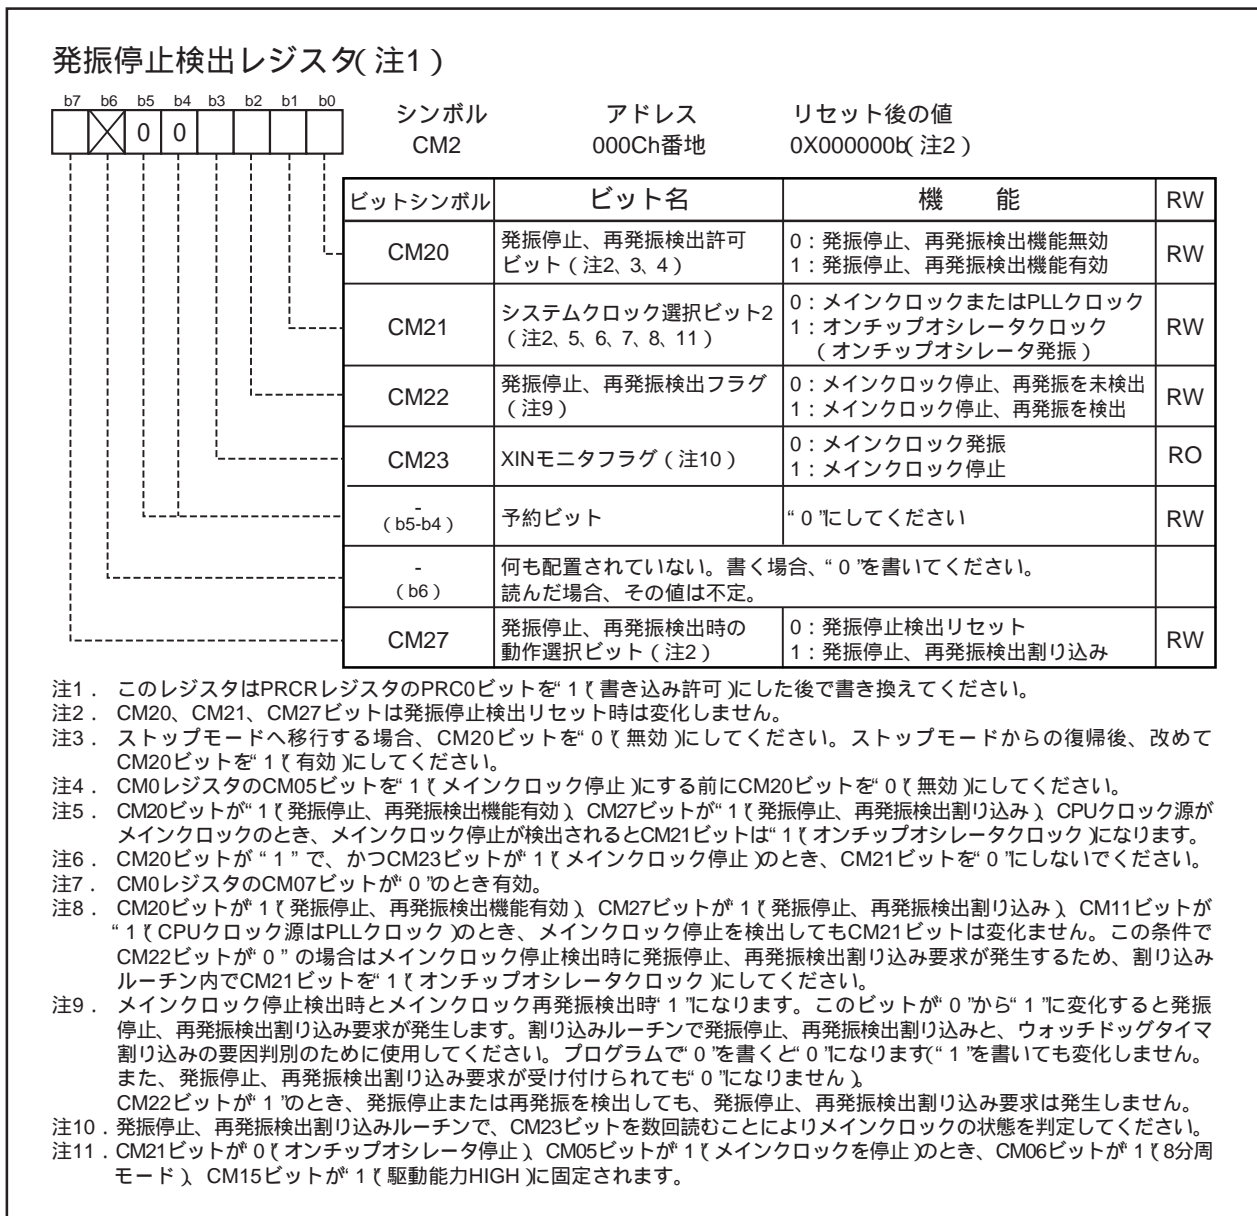 発振停止検出レジスタ(注1)
b7 b6 b5 b4 b3 b2 b1 b0
0 0
シンボル アドレス リセット後の値
CM2 000Ch番地 0X000000b(注2)
ビットシンボル ビット名 機 能 RW
CM20 発振停止、再発振検出許可 ビット(注2、3、4) 0:発振停止、再発振検出機能無効 RW
1:発振停止、再発振検出機能有効
CM21 システムクロック選択ビット2 (注2、5、6、7、8、11) 0:メインクロックまたはPLLクロック RW
1:オンチップオシレータクロック
(オンチップオシレータ発振)
CM22 発振停止、再発振検出フラグ (注9) 0:メインクロック停止、再発振を未検出 RW
1:メインクロック停止、再発振を検出
CM23 XINモニタフラグ(注10) 0:メインクロック発振 RO
1:メインクロック停止
- (b5-b4) 予約ビット “0”にしてください RW
- (b6) 何も配置されていない。書く場合、“0”を書いてください。
読んだ場合、その値は不定。
CM27 発振停止、再発振検出時の 動作選択ビット(注2) 0:発振停止検出リセット RW
1:発振停止、再発振検出割り込み
注1. このレジスタはPRCRレジスタのPRC0ビットを“1”(書き込み許可)にした後で書き換えてください。
注2. CM20、CM21、CM27ビットは発振停止検出リセット時は変化しません。
注3. ストップモードへ移行する場合、CM20ビットを“0”(無効)にしてください。ストップモードからの復帰後、改めて
CM20ビットを“1”(有効)にしてください。
注4. CM0レジスタのCM05ビットを“1”(メインクロック停止)にする前にCM20ビットを“0”(無効)にしてください。
注5. CM20ビットが“1”(発振停止、再発振検出機能有効)、CM27ビットが“1”(発振停止、再発振検出割り込み)、CPUクロック源が
メインクロックのとき、メインクロック停止が検出されるとCM21ビットは“1”(オンチップオシレータクロック)になります。
注6. CM20ビットが“1”で、かつCM23ビットが“1”(メインクロック停止)のとき、CM21ビットを“0”にしないでください。
注7. CM0レジスタのCM07ビットが“0”のとき有効。
注8. CM20ビットが“1”(発振停止、再発振検出機能有効)、CM27ビットが“1”(発振停止、再発振検出割り込み)、CM11ビットが
“1”(CPUクロック源はPLLクロック)のとき、メインクロック停止を検出してもCM21ビットは変化ません。この条件で
CM22ビットが“0”の場合はメインクロック停止検出時に発振停止、再発振検出割り込み要求が発生するため、割り込み
ルーチン内でCM21ビットを“1”(オンチップオシレータクロック)にしてください。
注9. メインクロック停止検出時とメインクロック再発振検出時“1”になります。このビットが“0”から“1”に変化すると発振
停止、再発振検出割り込み要求が発生します。割り込みルーチンで発振停止、再発振検出割り込みと、ウォッチドッグタイマ
割り込みの要因判別のために使用してください。プログラムで“0”を書くと“0”になります(“1”を書いても変化しません。
また、発振停止、再発振検出割り込み要求が受け付けられても“0”になりません)。
CM22ビットが“1”のとき、発振停止または再発振を検出しても、発振停止、再発振検出割り込み要求は発生しません。
注10. 発振停止、再発振検出割り込みルーチンで、CM23ビットを数回読むことによりメインクロックの状態を判定してください。
注11. CM21ビットが“0”(オンチップオシレータ停止)、CM05ビットが“1”(メインクロックを停止)のとき、CM06ビットが“1”(8分周
モード)、CM15ビットが“1”(駆動能力HIGH)に固定されます。